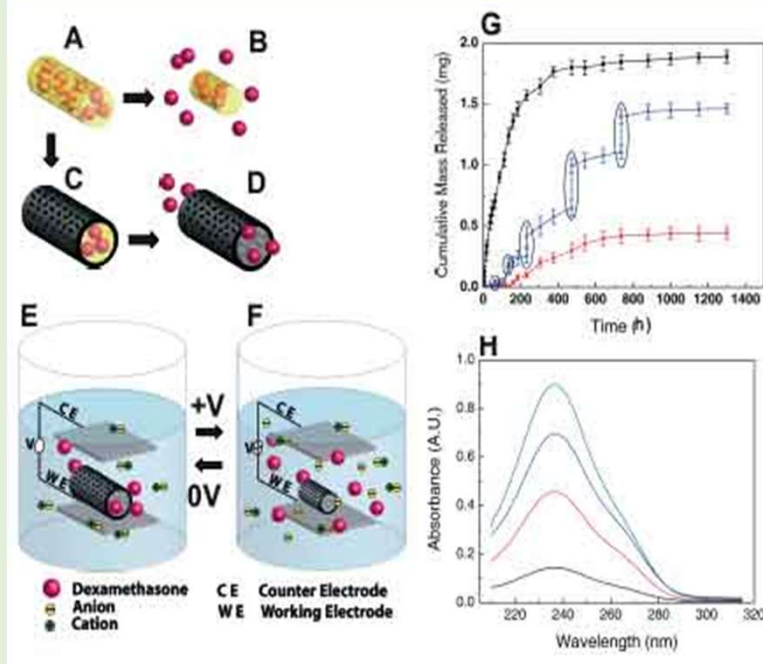 A
B
C
D
E
F
CE
V
WE
+V
0V
CE
V
WE
Dexamethasone
Anion
Cation
CE Counter Electrode
WE Working Electrode
G
Cumulative Mass Released (mg)
2.0
1.5
1.0
0.5
0.0
0 200 400 600 800 1000 1200 1400
Time (h)
H
Absorbance (A.U.)
1.0
0.8
0.6
0.4
0.2
0.0
220 240 260 280 300 320
Wavelength (nm)